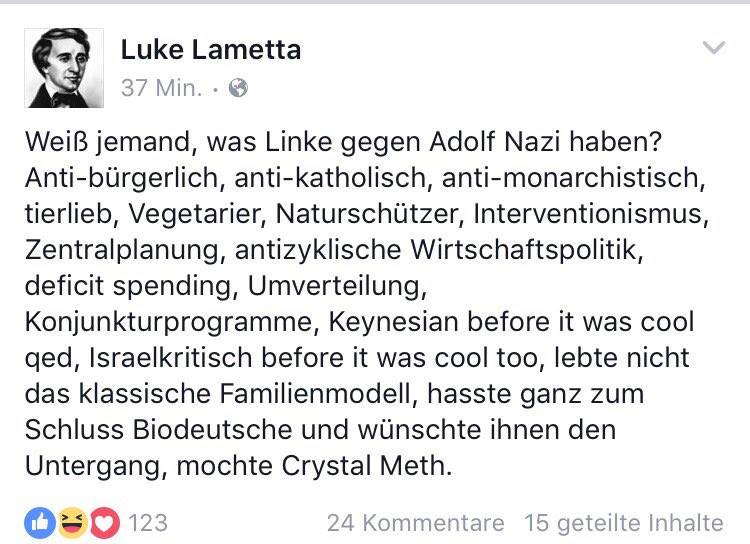 Luke Lametta
37 Min. ·
Weiß jemand, was Linke gegen Adolf Nazi haben?
Anti-bürgerlich, anti-katholisch, anti-monarchistisch,
tierlieb, Vegetarier, Naturschützer, Interventionismus,
Zentralplanung, antizyklische Wirtschaftspolitik,
deficit spending, Umverteilung,
Konjunkturprogramme, Keynesian before it was cool
qed, Israelkritisch before it was cool too, lebte nicht
das klassische Familienmodell, hasste ganz zum
Schluss Biodeutsche und wünschte ihnen den
Untergang, mochte Crystal Meth.
123 24 Kommentare 15 geteilte Inhalte